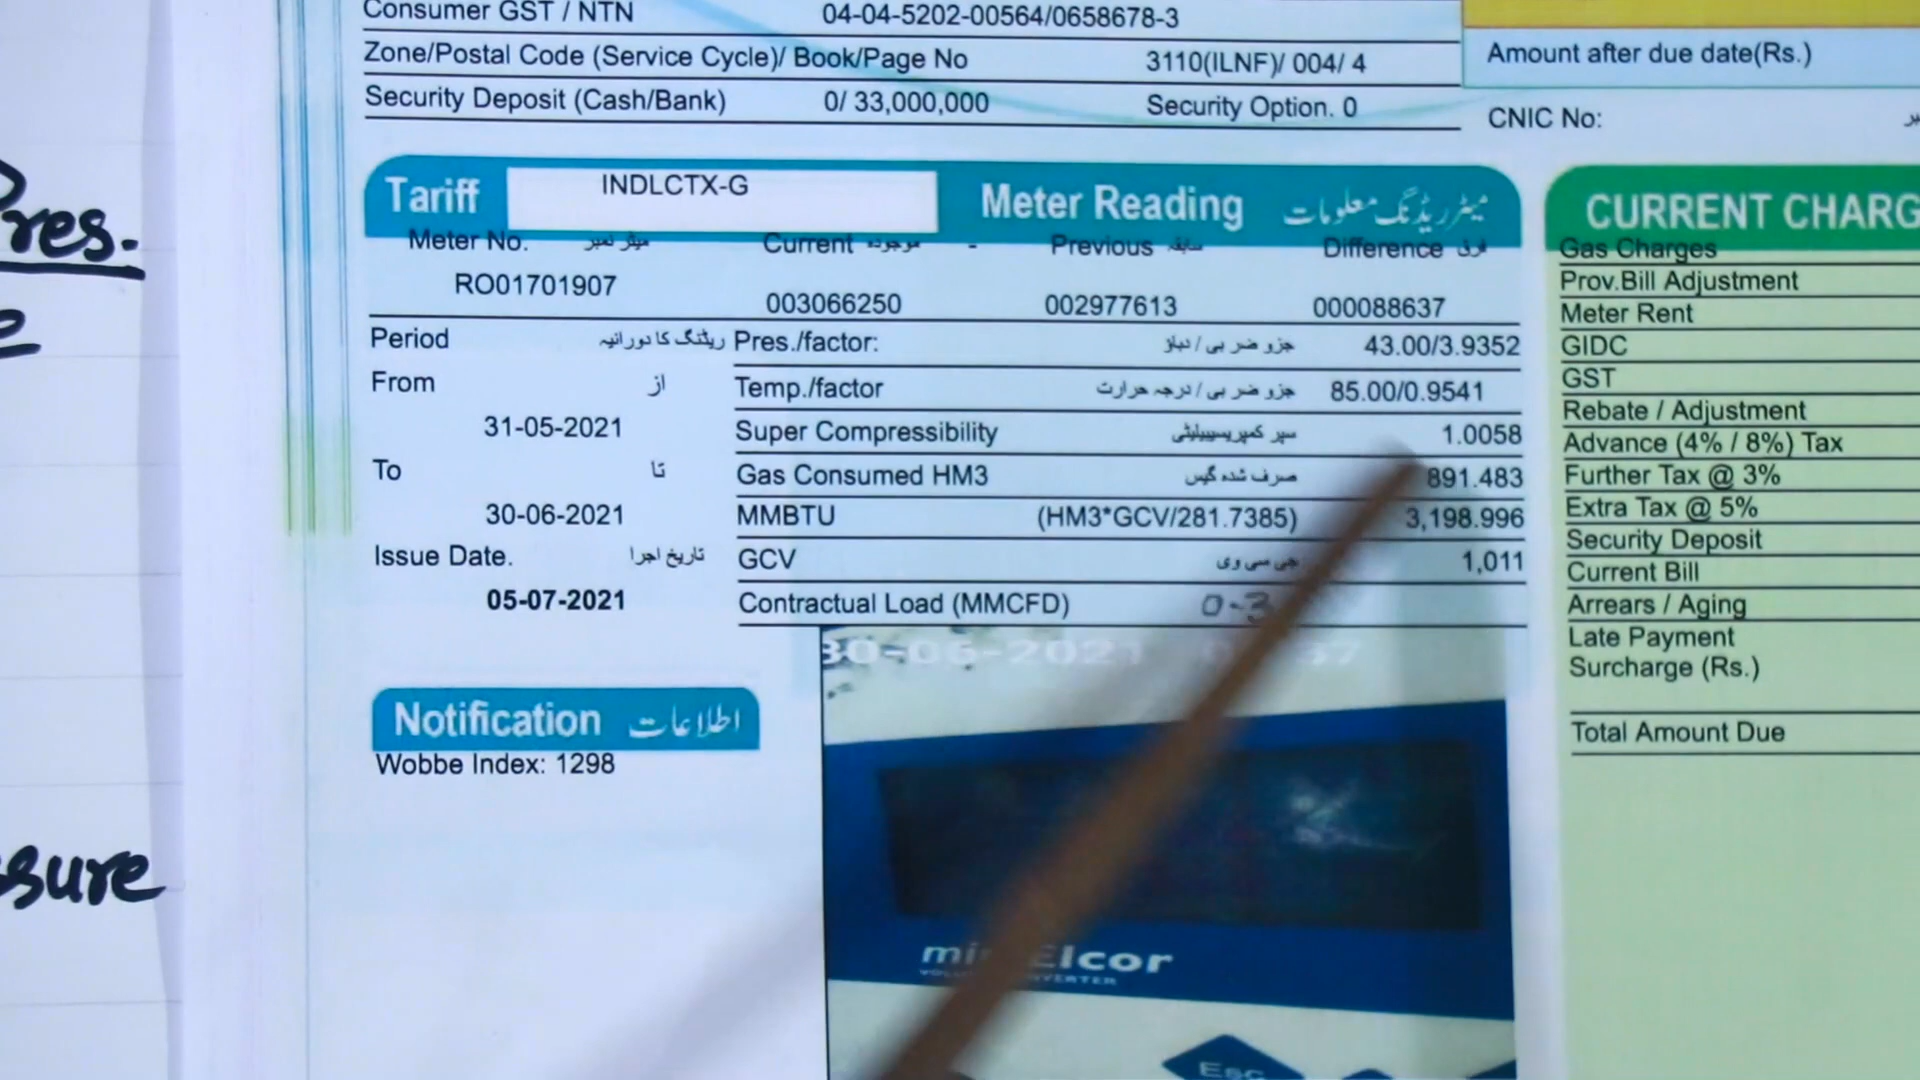 Consumer GST / NTN 04-04-5202-00564/0658678-3
Zone/Postal Code (Service Cycle)/ Book/Page No 3110(ILNF)/ 004/ 4
Security Deposit (Cash/Bank) 0/ 33,000,000 Security Option. 0
Amount after due date(Rs.)
CNIC No:
Pres.
Tariff INDLCTX-G Meter Reading میٹر ریڈنگ معلومات
Meter No. میٹر نمبر Current موجودہ - Previous سابقہ Difference فرق
RO01701907 003066250 002977613 000088637
Period ریڈنگ کا دورانیہ Pres./factor: جزو ضربی / دباؤ 43.00/3.9352
From از Temp./factor جزو ضربی / درجہ حرارت 85.00/0.9541
31-05-2021 Super Compressibility سپر کمپریسیبیلیٹی 1.0058
To تا Gas Consumed HM3 صرف شدہ گیس 891.483
30-06-2021 MMBTU (HM3*GCV/281.7385) 3,198.996
Issue Date. تاریخ اجرا GCV جی سی وی 1,011
05-07-2021 Contractual Load (MMCFD) 0-3
30-06-2021
Notification اطلاعات
Wobbe Index: 1298
ssure
Elcor
Esc
CURRENT CHARG
Gas Charges
Prov.Bill Adjustment
Meter Rent
GIDC
GST
Rebate / Adjustment
Advance (4% / 8%) Tax
Further Tax @ 3%
Extra Tax @ 5%
Security Deposit
Current Bill
Arrears / Aging
Late Payment
Surcharge (Rs.)
Total Amount Due